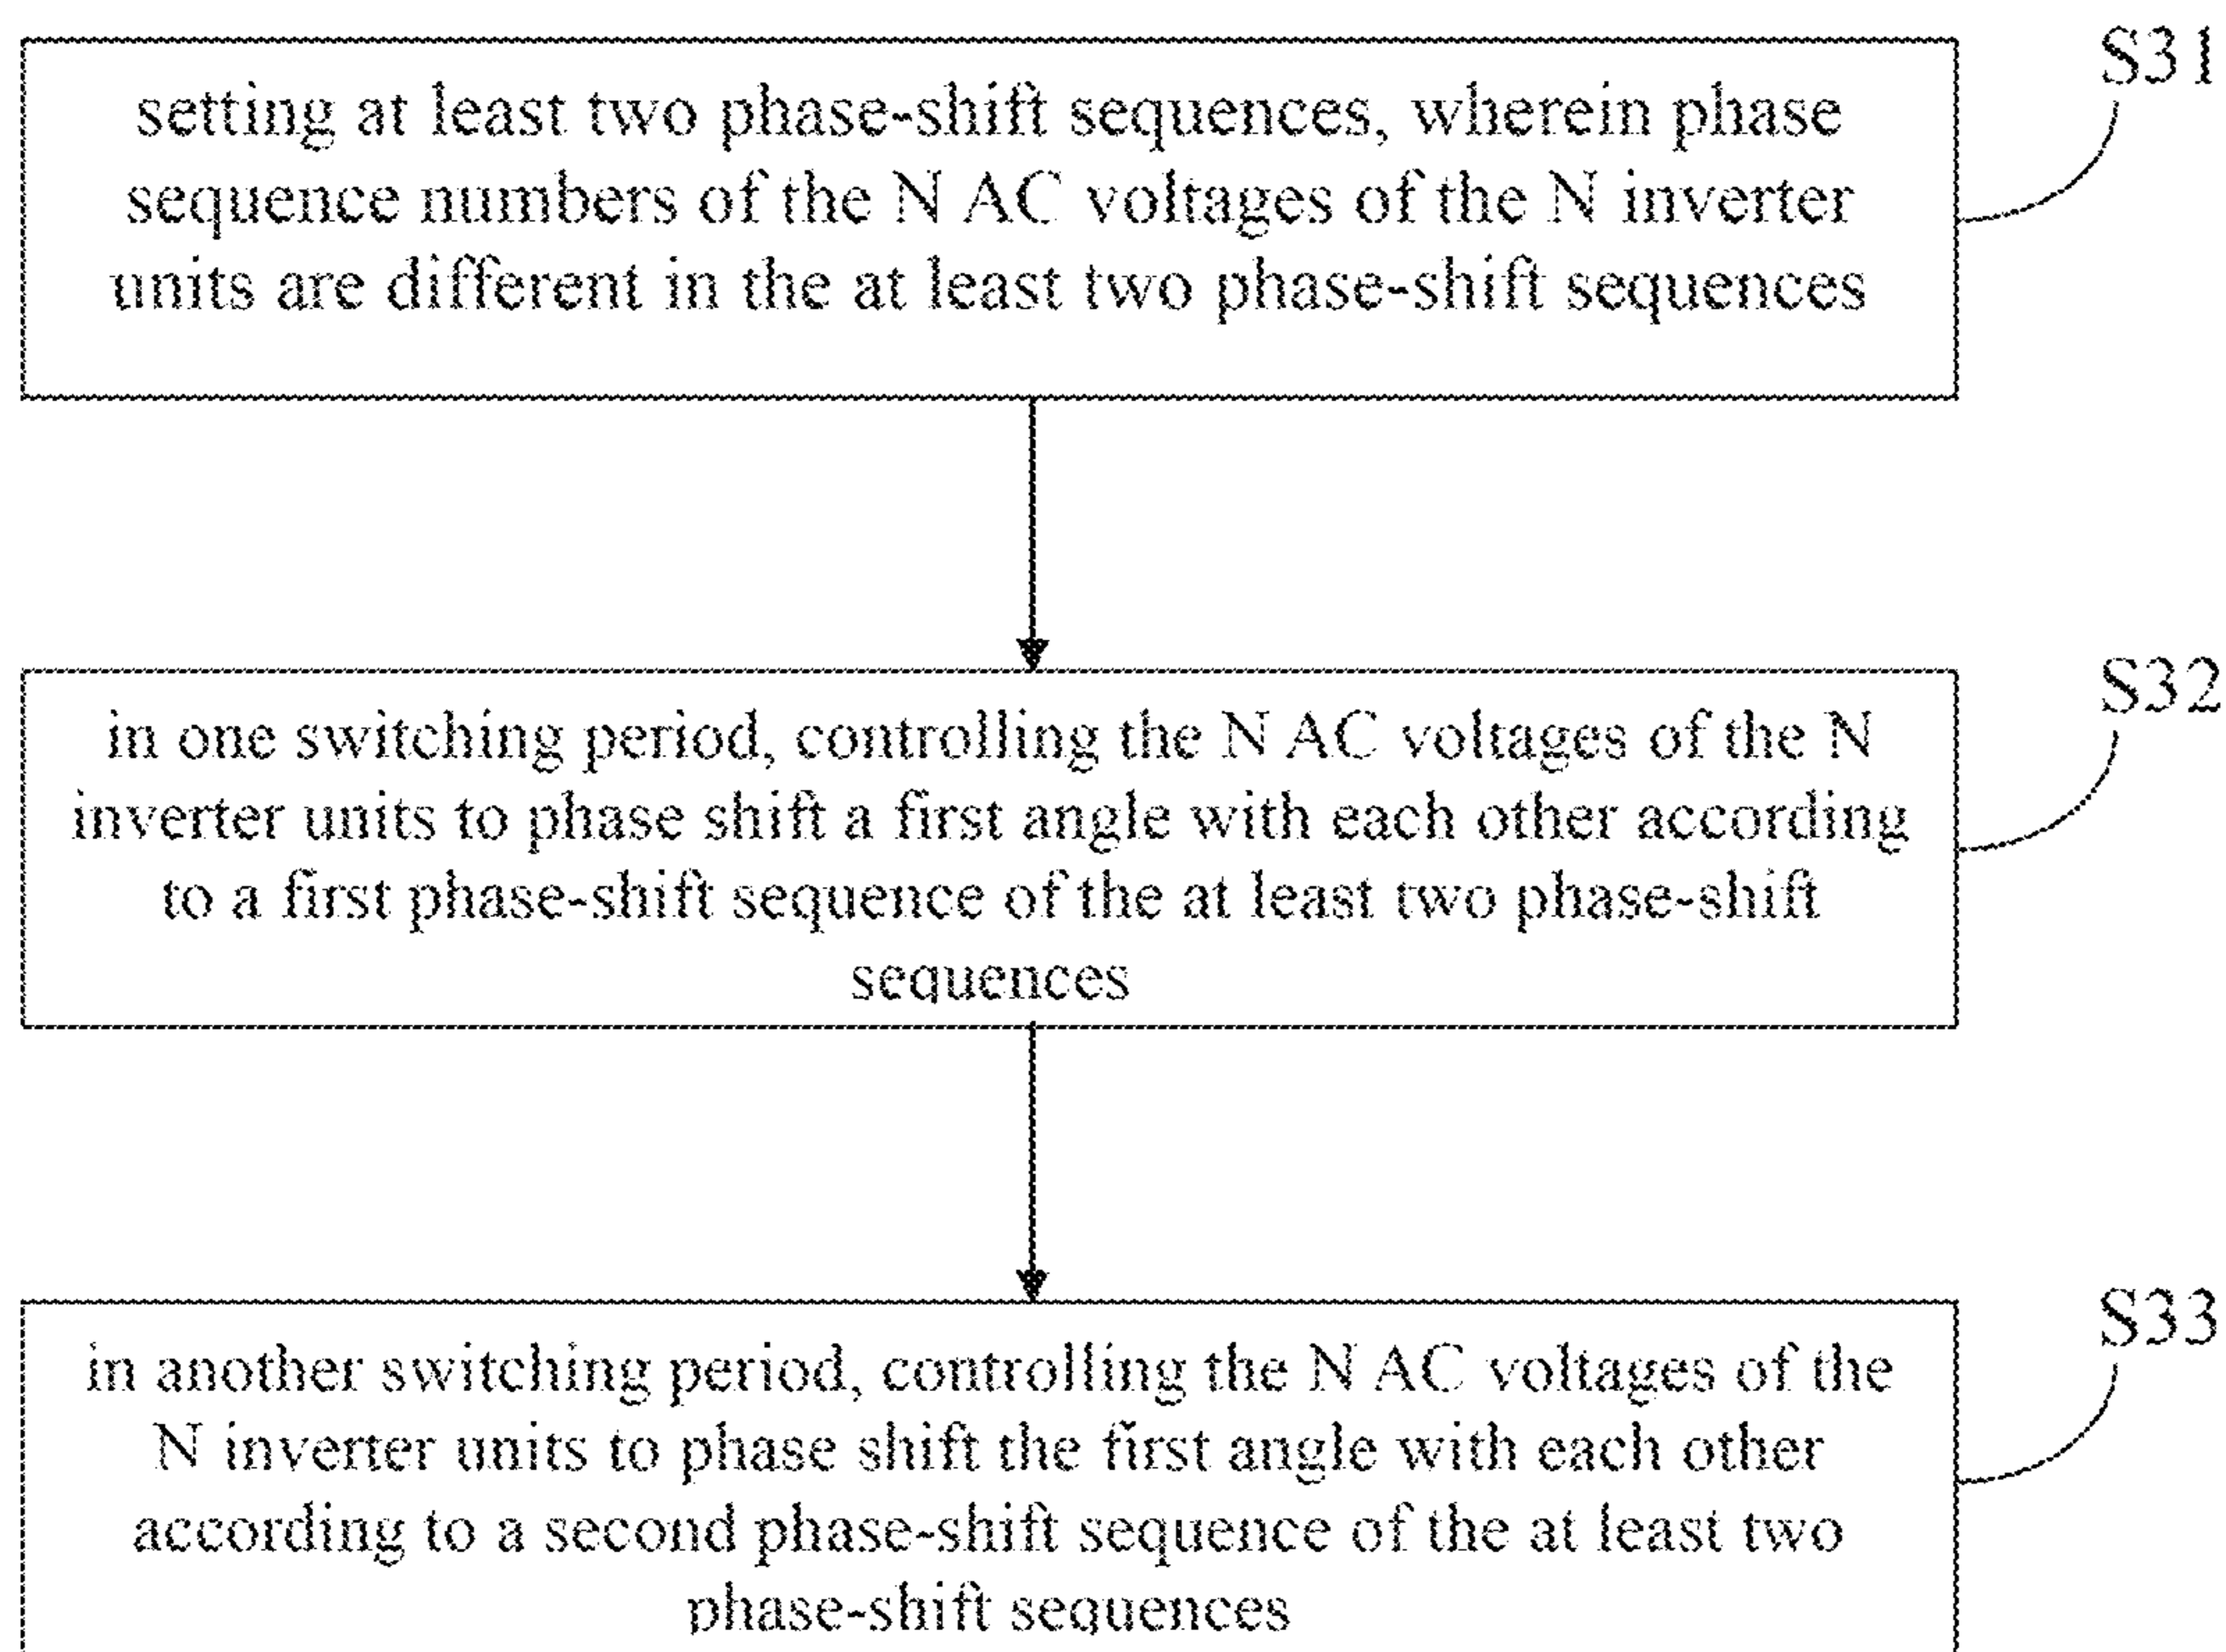 S31
setting at least two phase-shift sequences, wherein phase
sequence numbers of the N AC voltages of the N inverter
units are different in the at least two phase-shift sequences
S32
in one switching period, controlling the N AC voltages of the N
inverter units to phase shift a first angle with each other according
to a first phase-shift sequence of the at least two phase-shift
sequences
S33
in another switching period, controlling the N AC voltages of the
N inverter units to phase shift the first angle with each other
according to a second phase-shift sequence of the at least two
phase-shift sequences